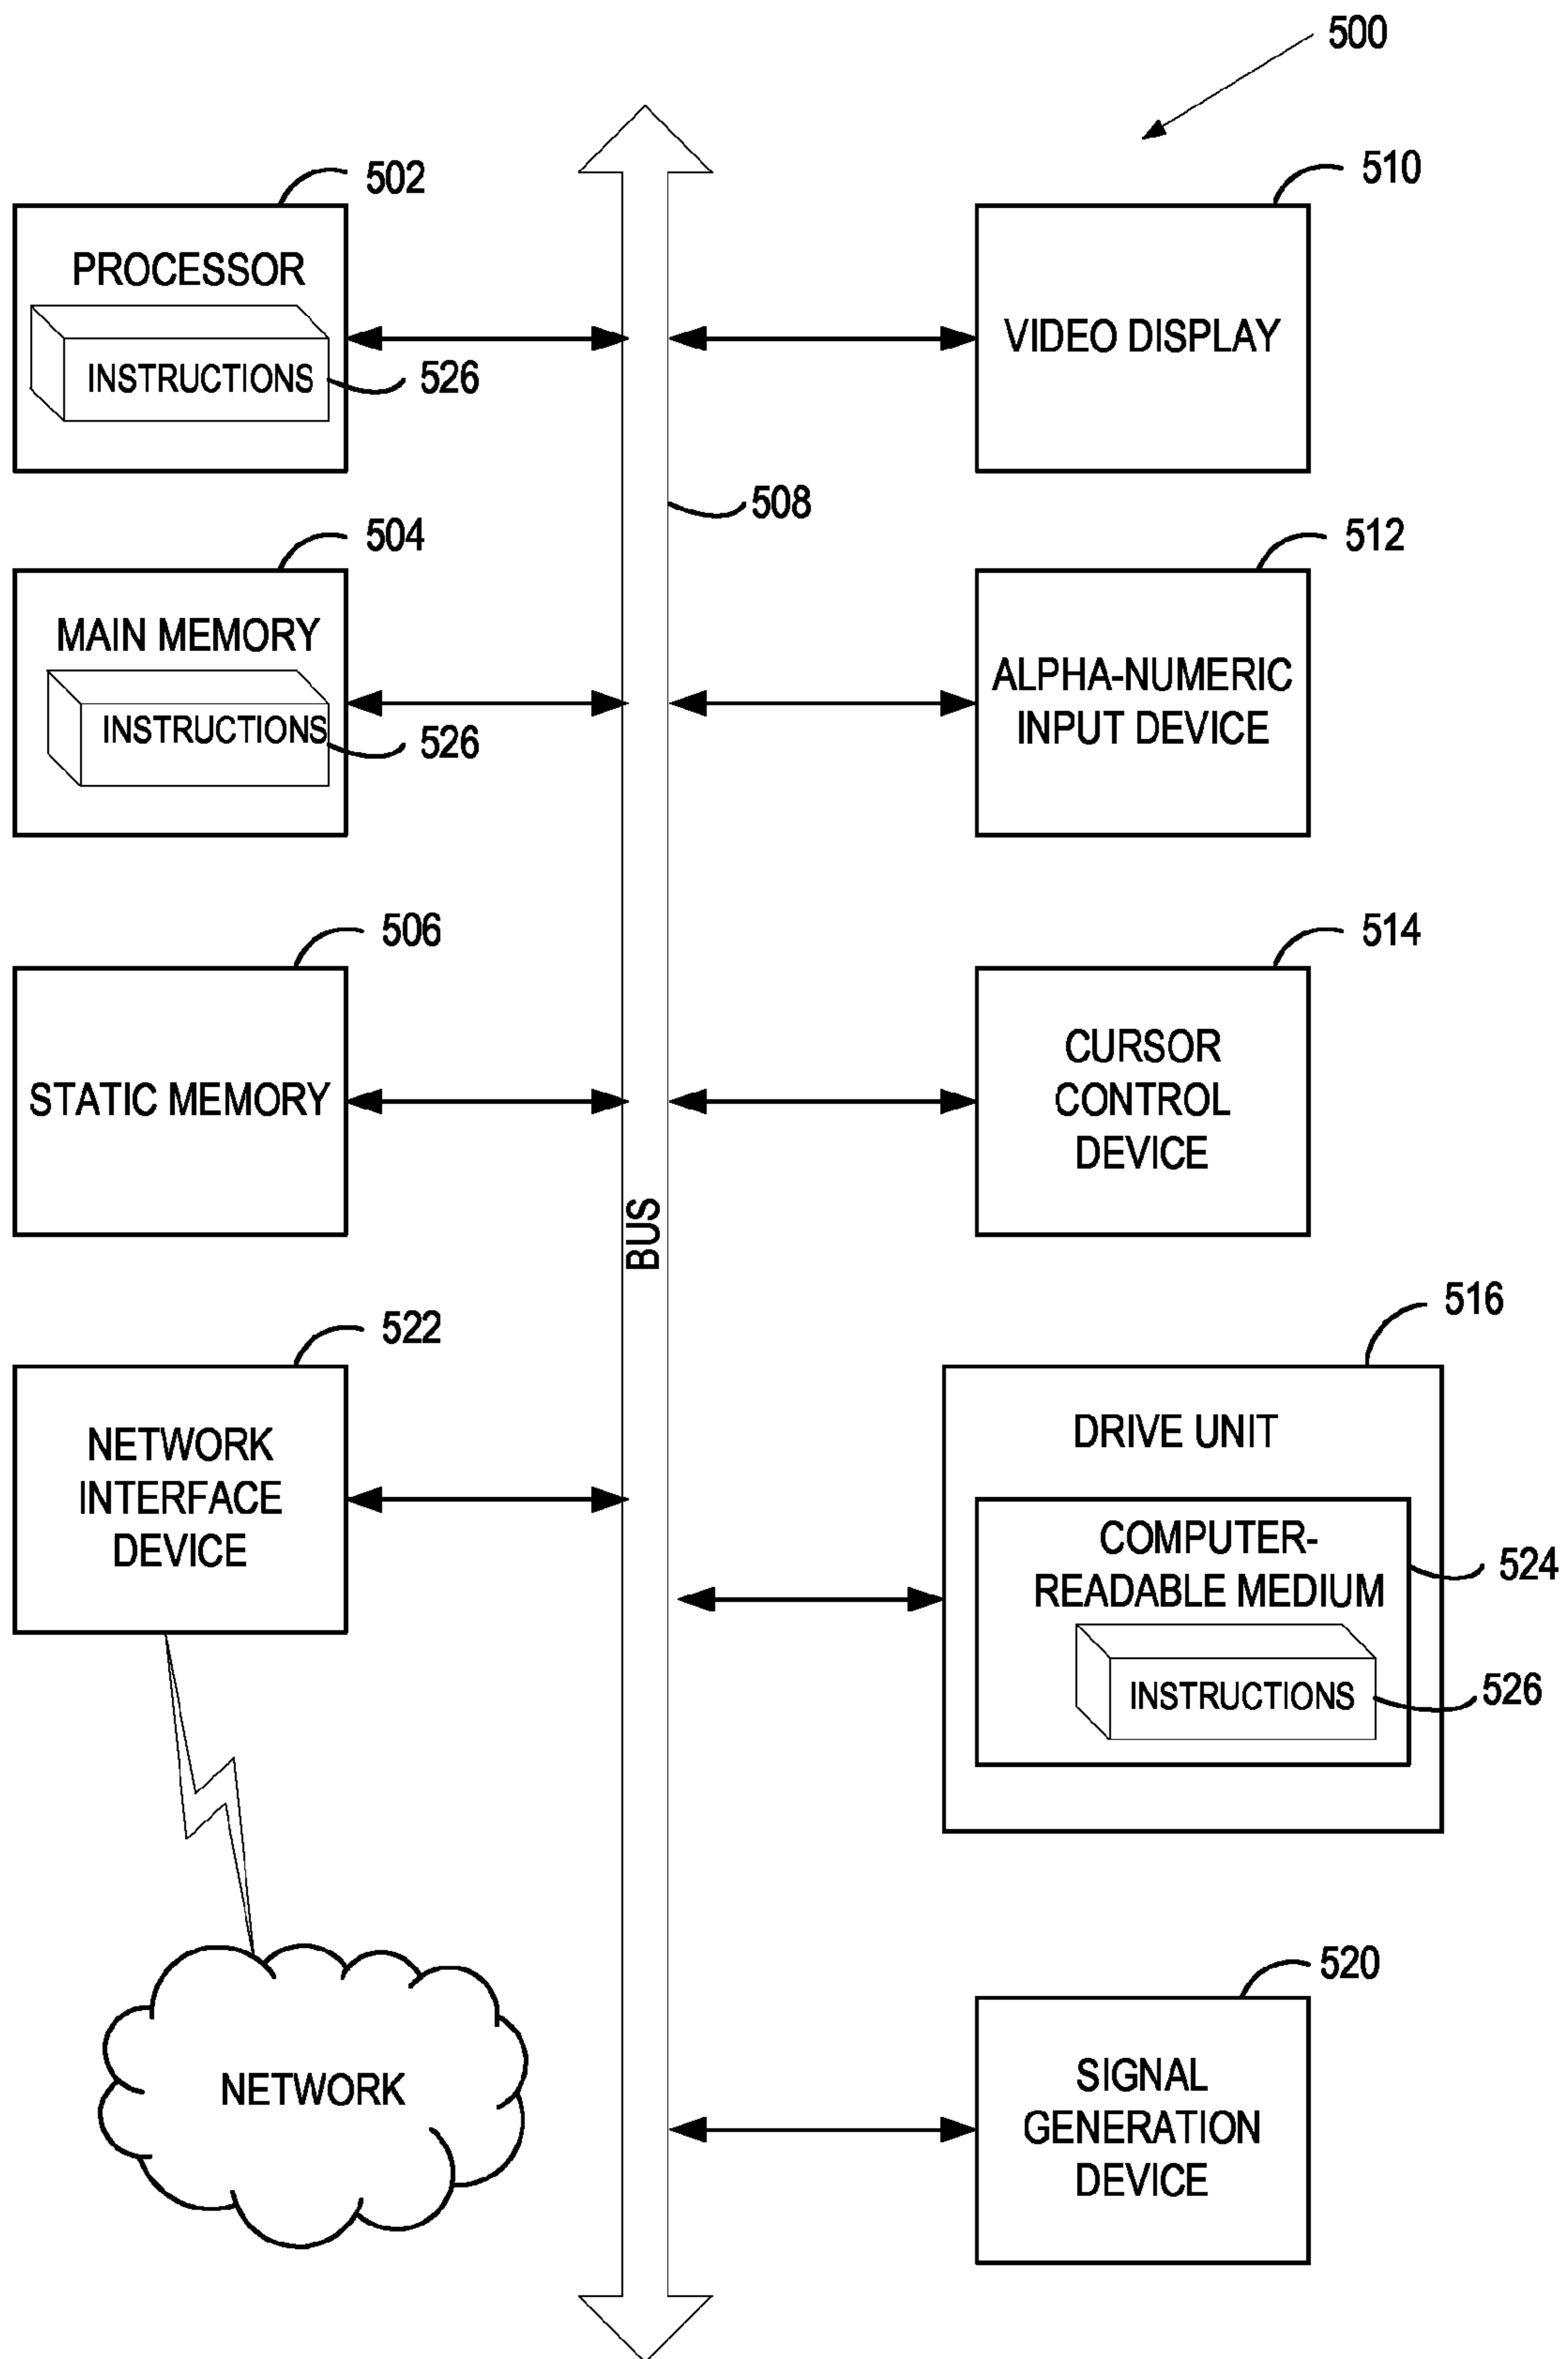 500
502
PROCESSOR
INSTRUCTIONS
526
510
VIDEO DISPLAY
508
504
MAIN MEMORY
INSTRUCTIONS
526
512
ALPHA-NUMERIC
INPUT DEVICE
506
STATIC MEMORY
514
CURSOR
CONTROL
DEVICE
BUS
522
NETWORK
INTERFACE
DEVICE
516
DRIVE UNIT
COMPUTER-
READABLE MEDIUM
524
INSTRUCTIONS
526
NETWORK
520
SIGNAL
GENERATION
DEVICE